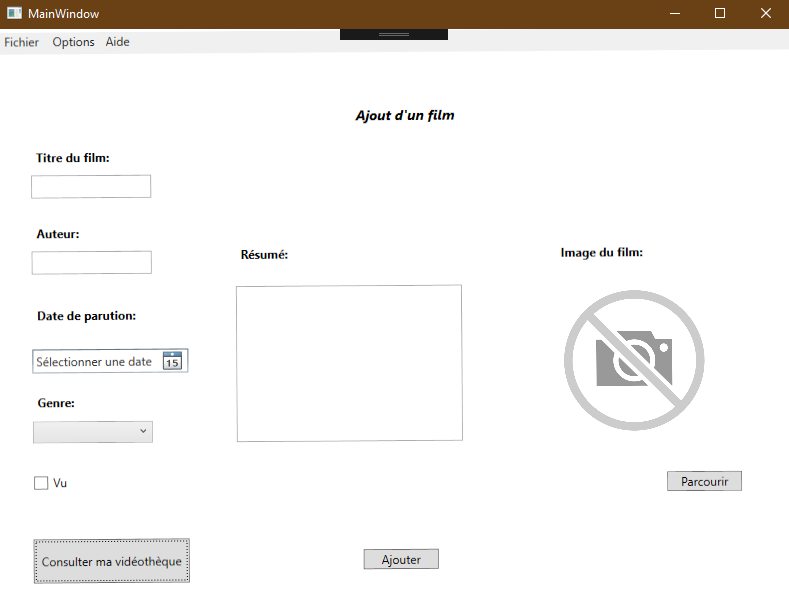 MainWindow
Fichier Options Aide
Ajout d'un film
Titre du film:
Auteur:
Résumé:
Image du film:
Date de parution:
Sélectionner une date 15
Genre:
Vu
Parcourir
Consulter ma vidéothèque
Ajouter